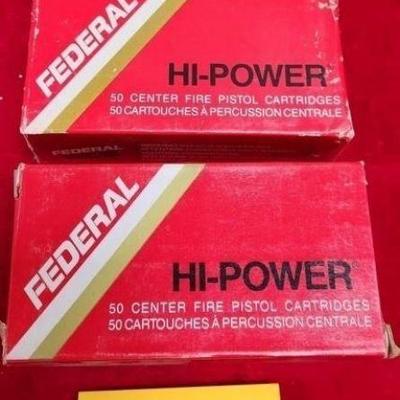 FEDERAL
HI-POWER
50 CENTER FIRE PISTOL CARTRIDGES
50 CARTOUCHES À PERCUSSION CENTRALE
FEDERAL
FEDERAL
HI-POWER®
50 CENTER FIRE PISTOL CARTRIDGES
50 CARTOUCHES À PERCUSSION CENTRALE